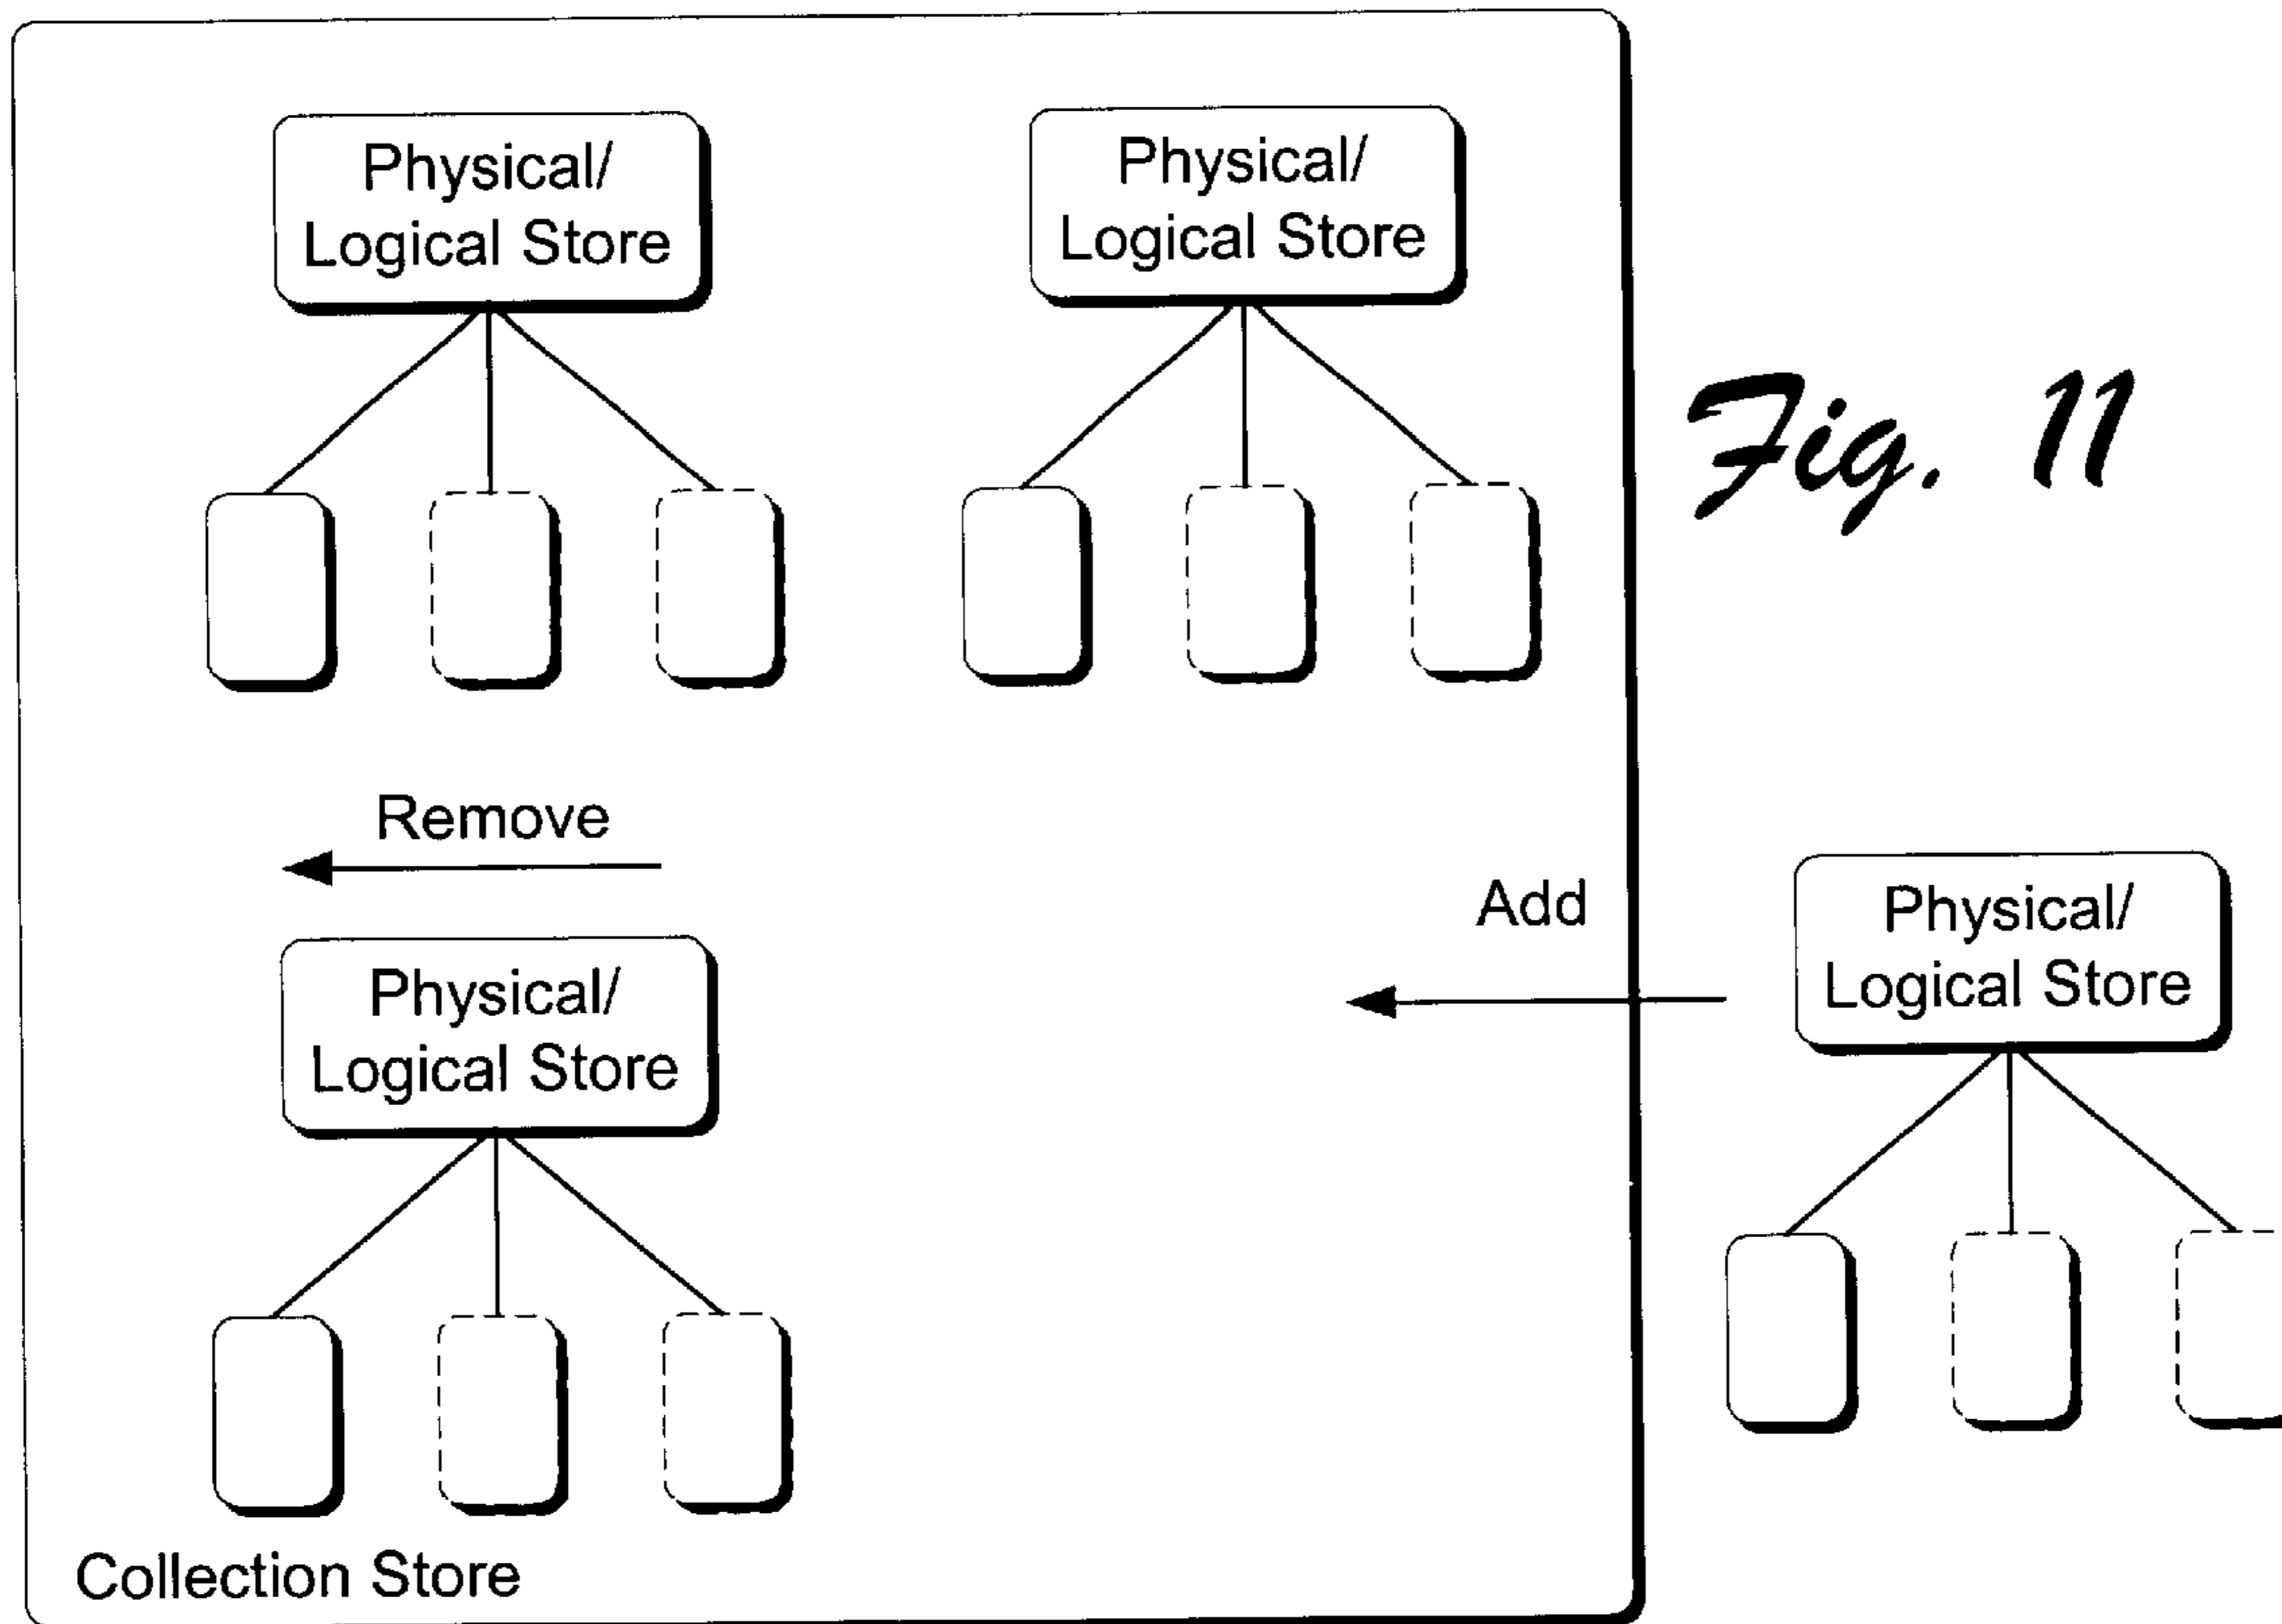 Physical/
Logical Store
Physical/
Logical Store
Fig. 11
Remove
Add
Physical/
Logical Store
Physical/
Logical Store
Collection Store